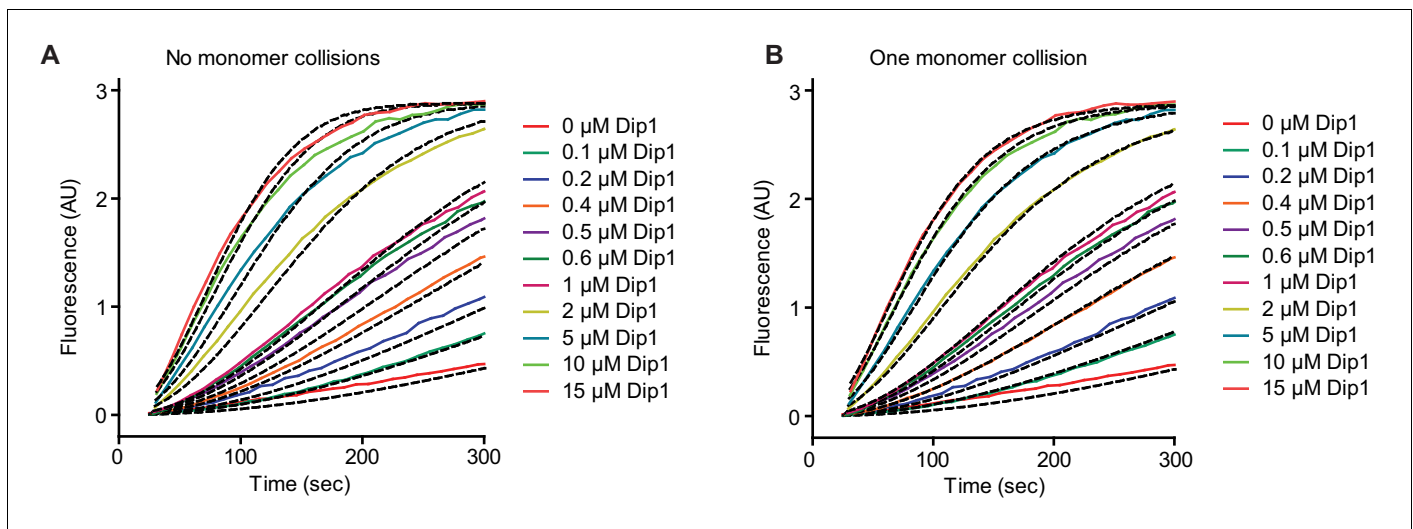 A
No monomer collisions
Fluorescence (AU)
3
2
1
0
0
100
200
300
Time (sec)
0 µM Dip1
0.1 µM Dip1
0.2 µM Dip1
0.4 µM Dip1
0.5 µM Dip1
0.6 µM Dip1
1 µM Dip1
2 µM Dip1
5 µM Dip1
10 µM Dip1
15 µM Dip1
B
One monomer collision
Fluorescence (AU)
3
2
1
0
0
100
200
300
Time (sec)
0 µM Dip1
0.1 µM Dip1
0.2 µM Dip1
0.4 µM Dip1
0.5 µM Dip1
0.6 µM Dip1
1 µM Dip1
2 µM Dip1
5 µM Dip1
10 µM Dip1
15 µM Dip1